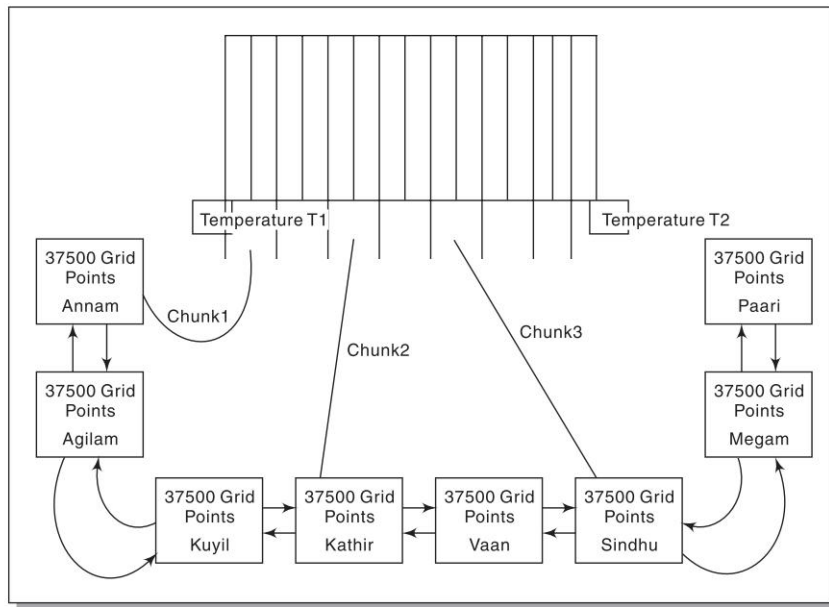 Temperature T1
Temperature T2
37500 Grid
Points
Annam
Chunk1
Chunk2
Chunk3
37500 Grid
Points
Paari
37500 Grid
Points
Agilam
37500 Grid
Points
Megam
37500 Grid
Points
Kuyil
37500 Grid
Points
Kathir
37500 Grid
Points
Vaan
37500 Grid
Points
Sindhu